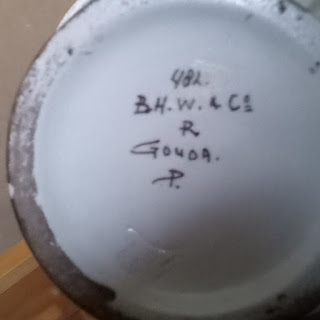 482.
B.H.W. & Co
R
GOUDA.
P.